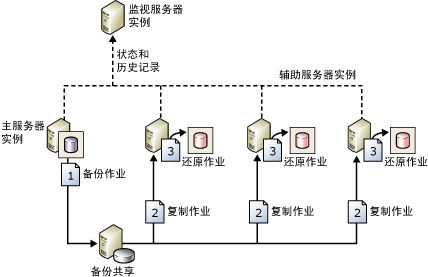 监视服务器
实例
状态和
历史记录
辅助服务器实例
主服务器
实例
3
还原作业
3
还原作业
3
还原作业
1
备份作业
2
复制作业
2
复制作业
2
复制作业
备份共享